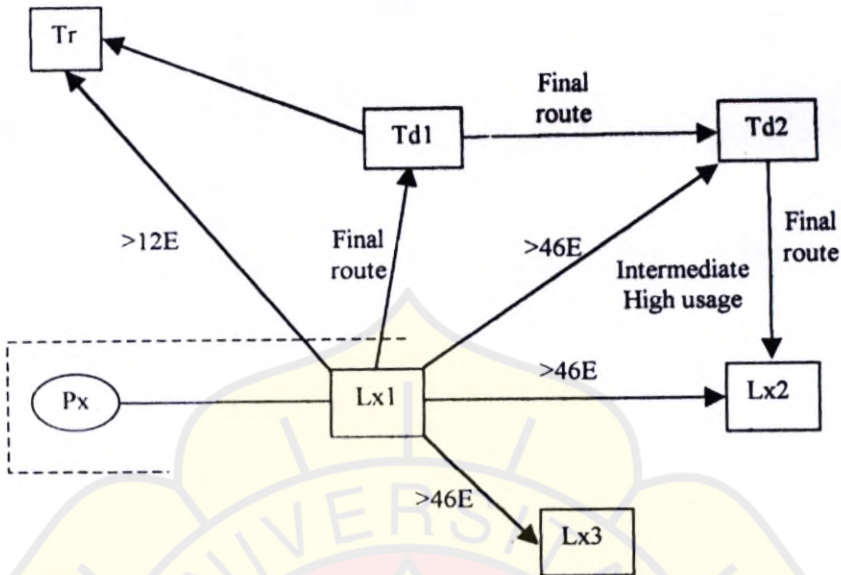 Tr
Final
route
Td1
Td2
>12E
Final
route
>46E
Final
route
Intermediate
High usage
Px
Lx1
>46E
Lx2
>46E
Lx3
UNIVERSITA